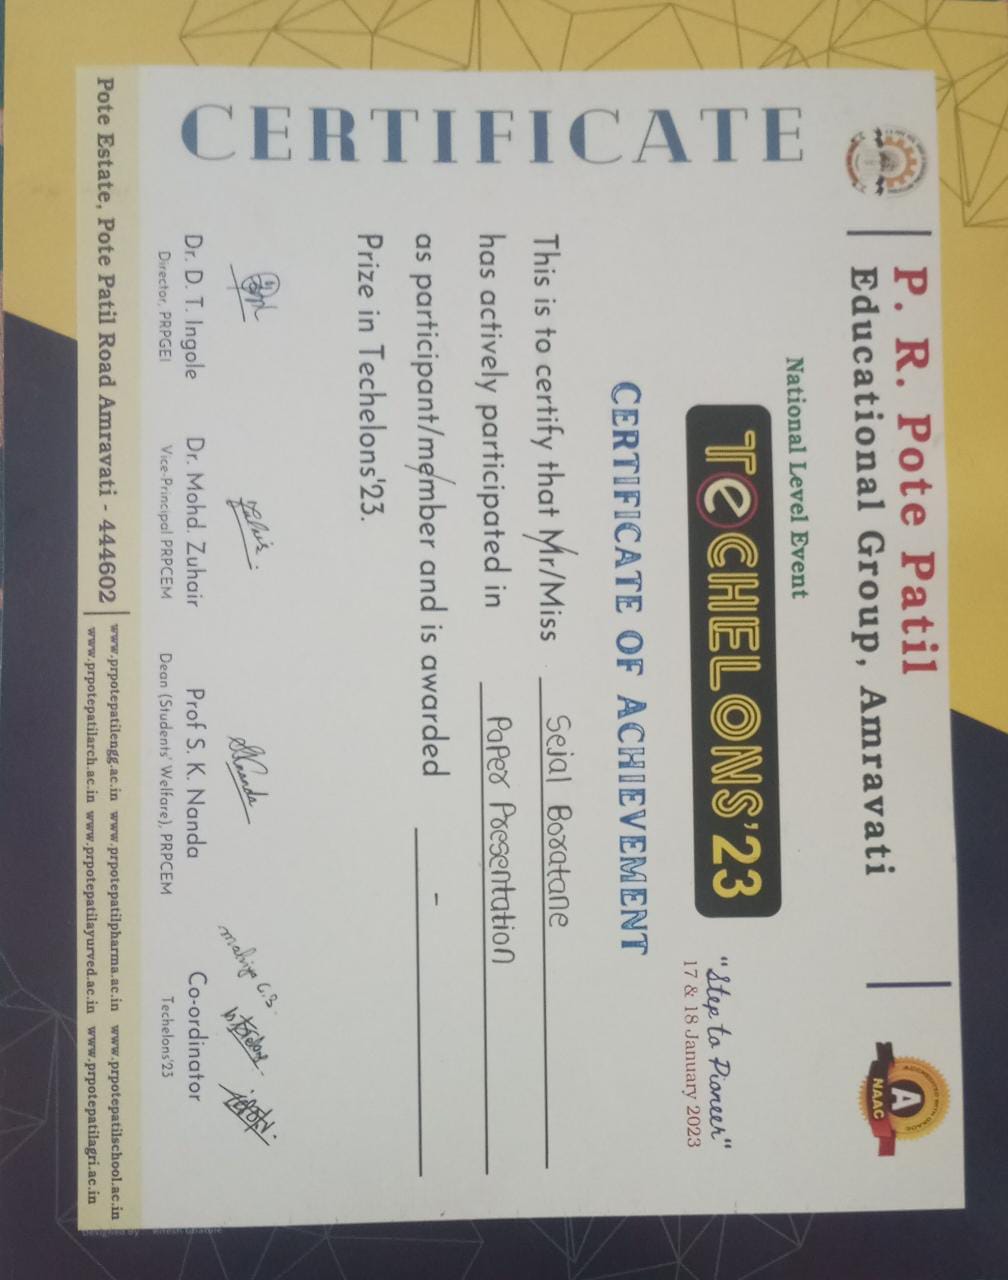 P. R. Pote Patil
Educational Group, Amravati
ACCREDITED WITH GRADE
A
NAAC
National Level Event
TeCHELONS'23
"Step to Pioneer"
17 & 18 January 2023
CERTIFICATE
CERTIFICATE OF ACHIEVEMENT
This is to certify that Mr/Miss Sejal Boratane
has actively participated in Paper Presentation
as participant/member and is awarded -
Prize in Techelons'23.
Dr. D. T. Ingole
Director, PRPGEI
Dr. Mohd. Zuhair
Vice-Principal PRPCEM
Prof S. K. Nanda
Dean (Students' Welfare), PRPCEM
Co-ordinator
Techelons'23
Pote Estate, Pote Patil Road Amravati - 444602
www.prpotepatilengg.ac.in www.prpotepatilpharma.ac.in www.prpotepatilschool.ac.in
www.prpotepatilarch.ac.in www.prpotepatilayurved.ac.in www.prpotepatilagri.ac.in
Designed by